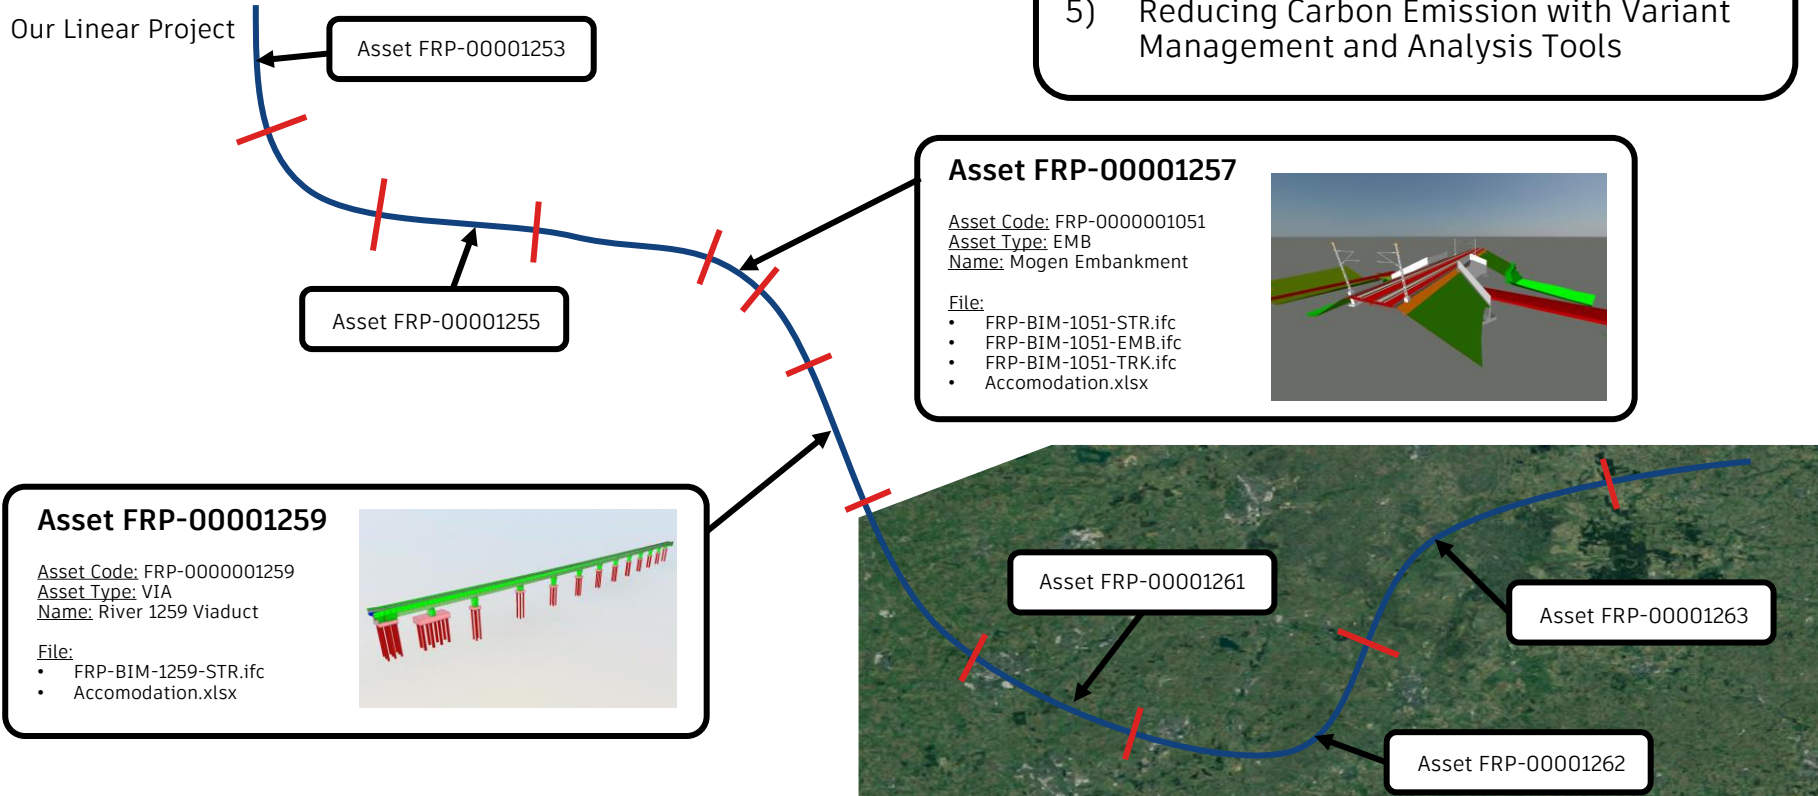 Our Linear Project
Asset FRP-00001253
5) Reducing Carbon Emission with Variant
Management and Analysis Tools
Asset FRP-00001257
Asset Code: FRP-0000001051
Asset Type: EMB
Name: Mogen Embankment
File:
• FRP-BIM-1051-STR.ifc
• FRP-BIM-1051-EMB.ifc
• FRP-BIM-1051-TRK.ifc
• Accomodation.xlsx
Asset FRP-00001255
Asset FRP-00001259
Asset Code: FRP-0000001259
Asset Type: VIA
Name: River 1259 Viaduct
File:
• FRP-BIM-1259-STR.ifc
• Accomodation.xlsx
Asset FRP-00001261
Asset FRP-00001263
Asset FRP-00001262